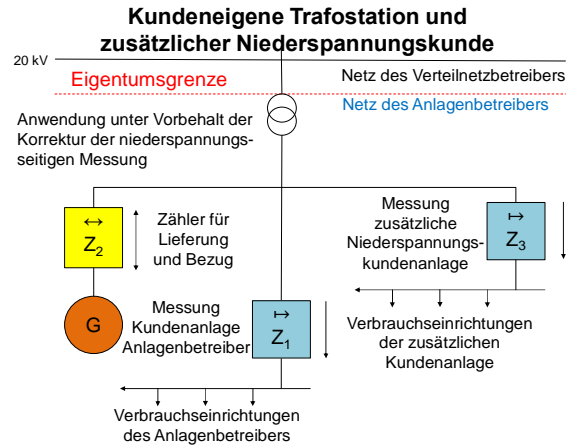 Kundeneigene Trafostation und
zusätzlicher Niederspannungskunde
20 kV
Eigentumsgrenze
Netz des Verteilnetzbetreibers
Netz des Anlagenbetreibers
Anwendung unter Vorbehalt der
Korrektur der niederspannungs-
seitigen Messung
↔
Z2
Zähler für
Lieferung
und Bezug
Messung
zusätzliche
Niederspannungs-
kundenanlage
↦
Z3
G
Messung
Kundenanlage
Anlagenbetreiber
↦
Z1
Verbrauchseinrichtungen
der zusätzlichen
Kundenanlage
Verbrauchseinrichtungen
des Anlagenbetreibers